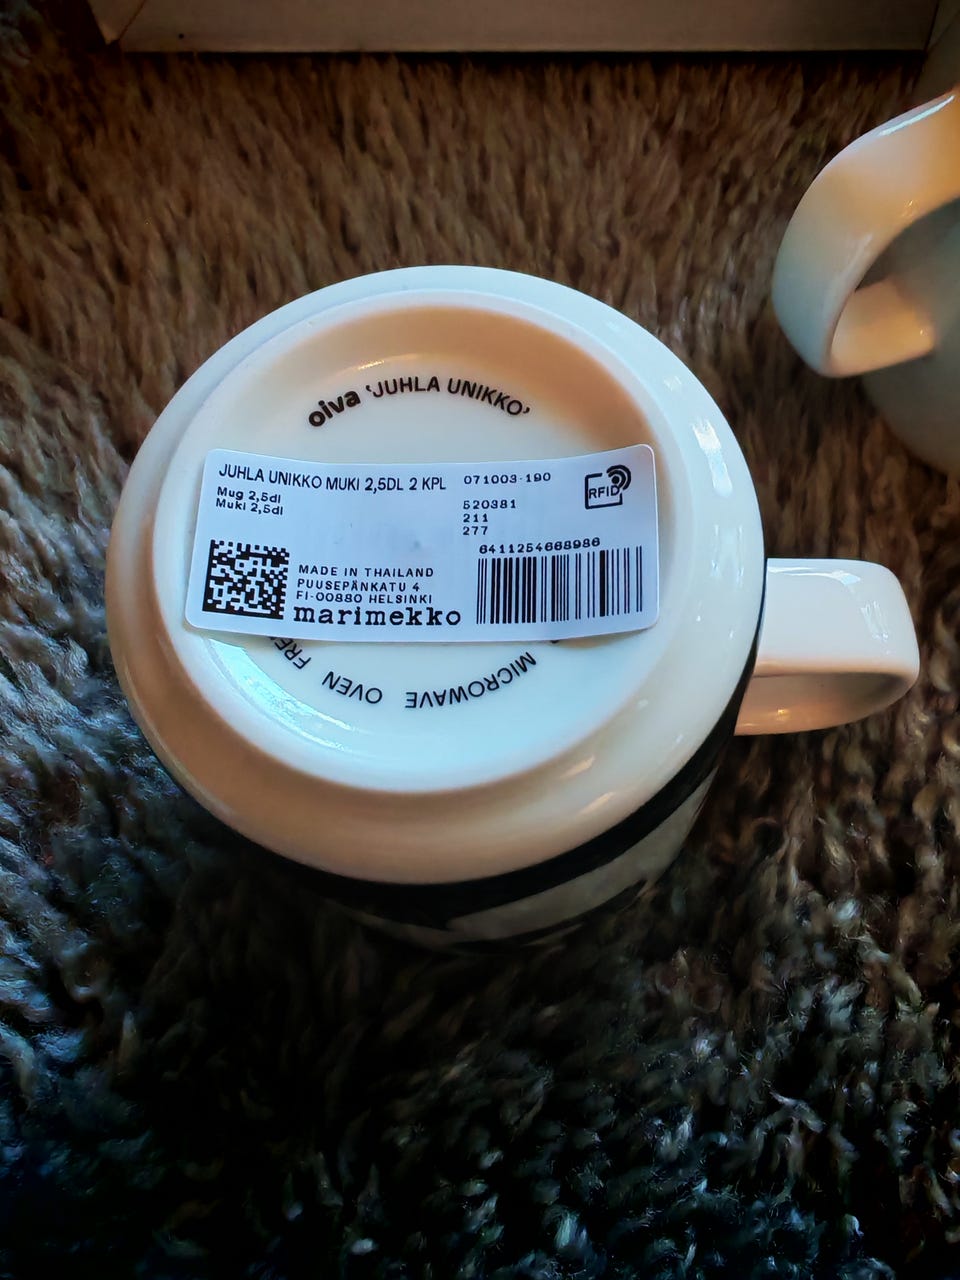 oiva 'JUHLA UNIKKO'
JUHLA UNIKKO MUKI 2,5DL 2 KPL
071003-190
Mug 2,5dl
Muki 2,5dl
520381
211
277
RFID
6411254668986
MADE IN THAILAND
PUUSEPÄNKATU 4
FI-00880 HELSINKI
marimekko
MICROWAVE OVEN